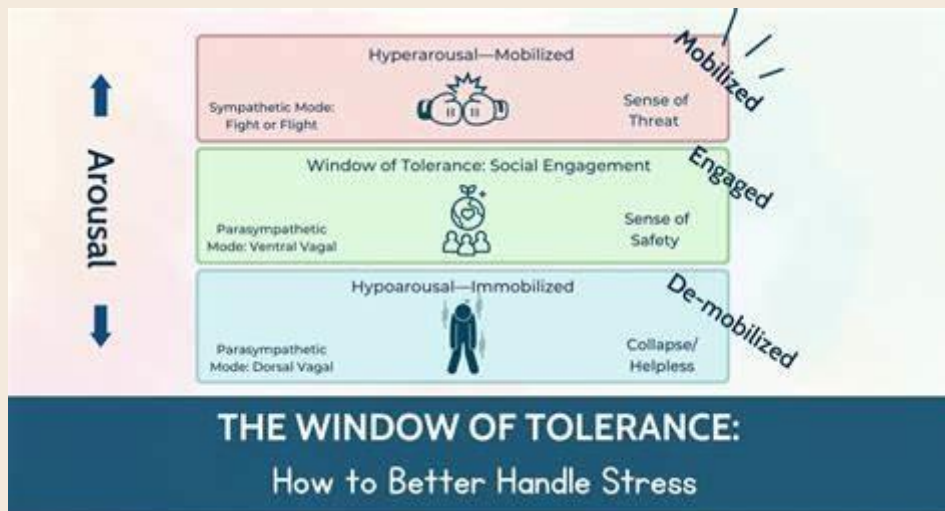 Mobilized
Hyperarousal—Mobilized
Sympathetic Mode:
Fight or Flight
Sense of
Threat
Engaged
Window of Tolerance: Social Engagement
Parasympathetic
Mode: Ventral Vagal
Sense of
Safety
De-mobilized
Hypoarousal—Immobilized
Parasympathetic
Mode: Dorsal Vagal
Collapse/
Helpless
Arousal
THE WINDOW OF TOLERANCE:
How to Better Handle Stress